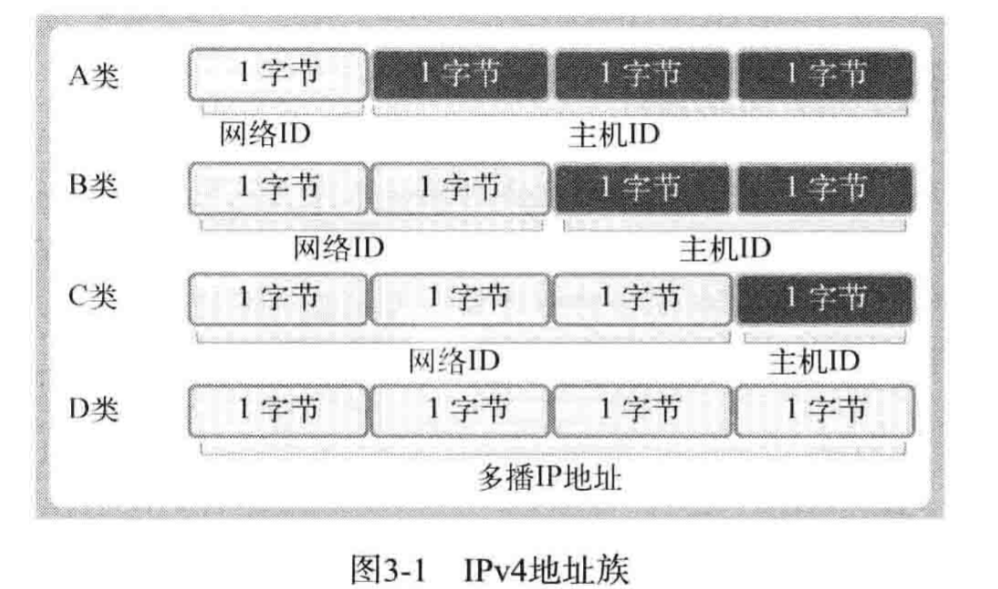 A类 1 字节 1 字节 1 字节 1 字节
网络ID 主机ID
B类 1 字节 1 字节 1 字节 1 字节
网络ID 主机ID
C类 1 字节 1 字节 1 字节 1 字节
网络ID 主机ID
D类 1 字节 1 字节 1 字节 1 字节
多播IP地址
图3-1 IPv4地址族